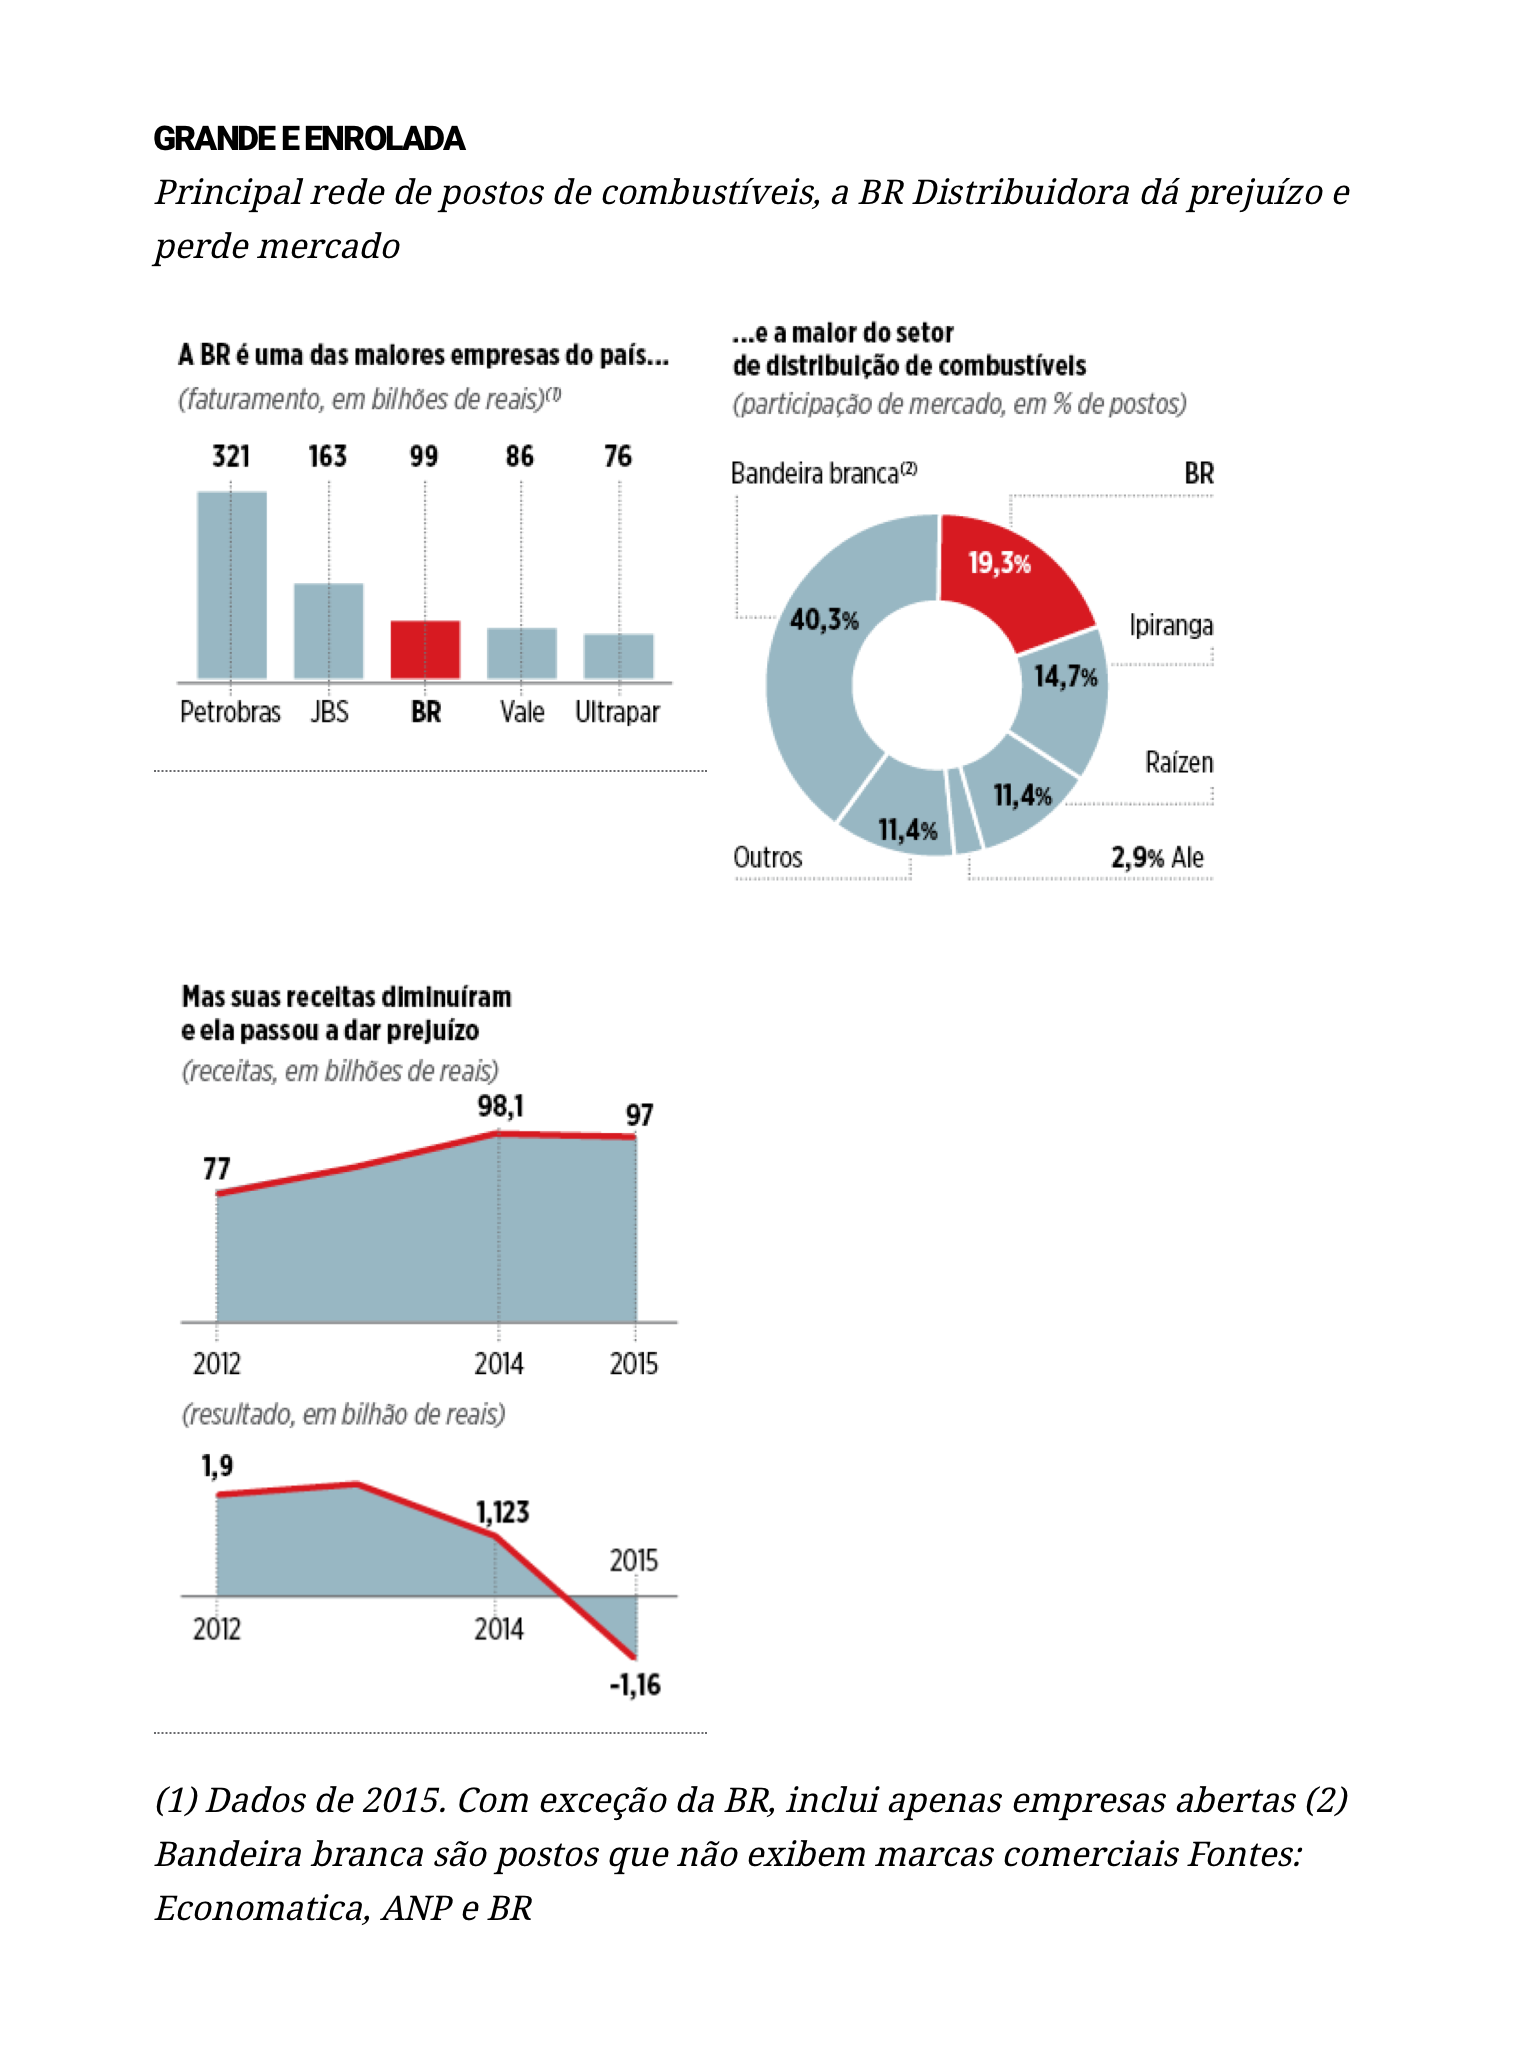 GRANDE E ENROLADA
Principal rede de postos de combustíveis, a BR Distribuidora dá prejuízo e
perde mercado
A BR é uma das maiores empresas do país...
(faturamento, em bilhões de reais)(1)
321 163 99 86 76
Petrobras JBS BR Vale Ultrapar
...e a maior do setor
de distribuição de combustíveis
(participação de mercado, em % de postos)
Bandeira branca(2) BR
19,3%
40,3%
Ipiranga
14,7%
Raízen
11,4%
11,4%
Outros 2,9% Ale
Mas suas receitas diminuíram
e ela passou a dar prejuízo
(receitas, em bilhões de reais)
98,1 97
77
2012 2014 2015
(resultado, em bilhão de reais)
1,9
1,123
2015
2012 2014
-1,16
(1) Dados de 2015. Com exceção da BR, inclui apenas empresas abertas (2)
Bandeira branca são postos que não exibem marcas comerciais Fontes:
Economatica, ANP e BR